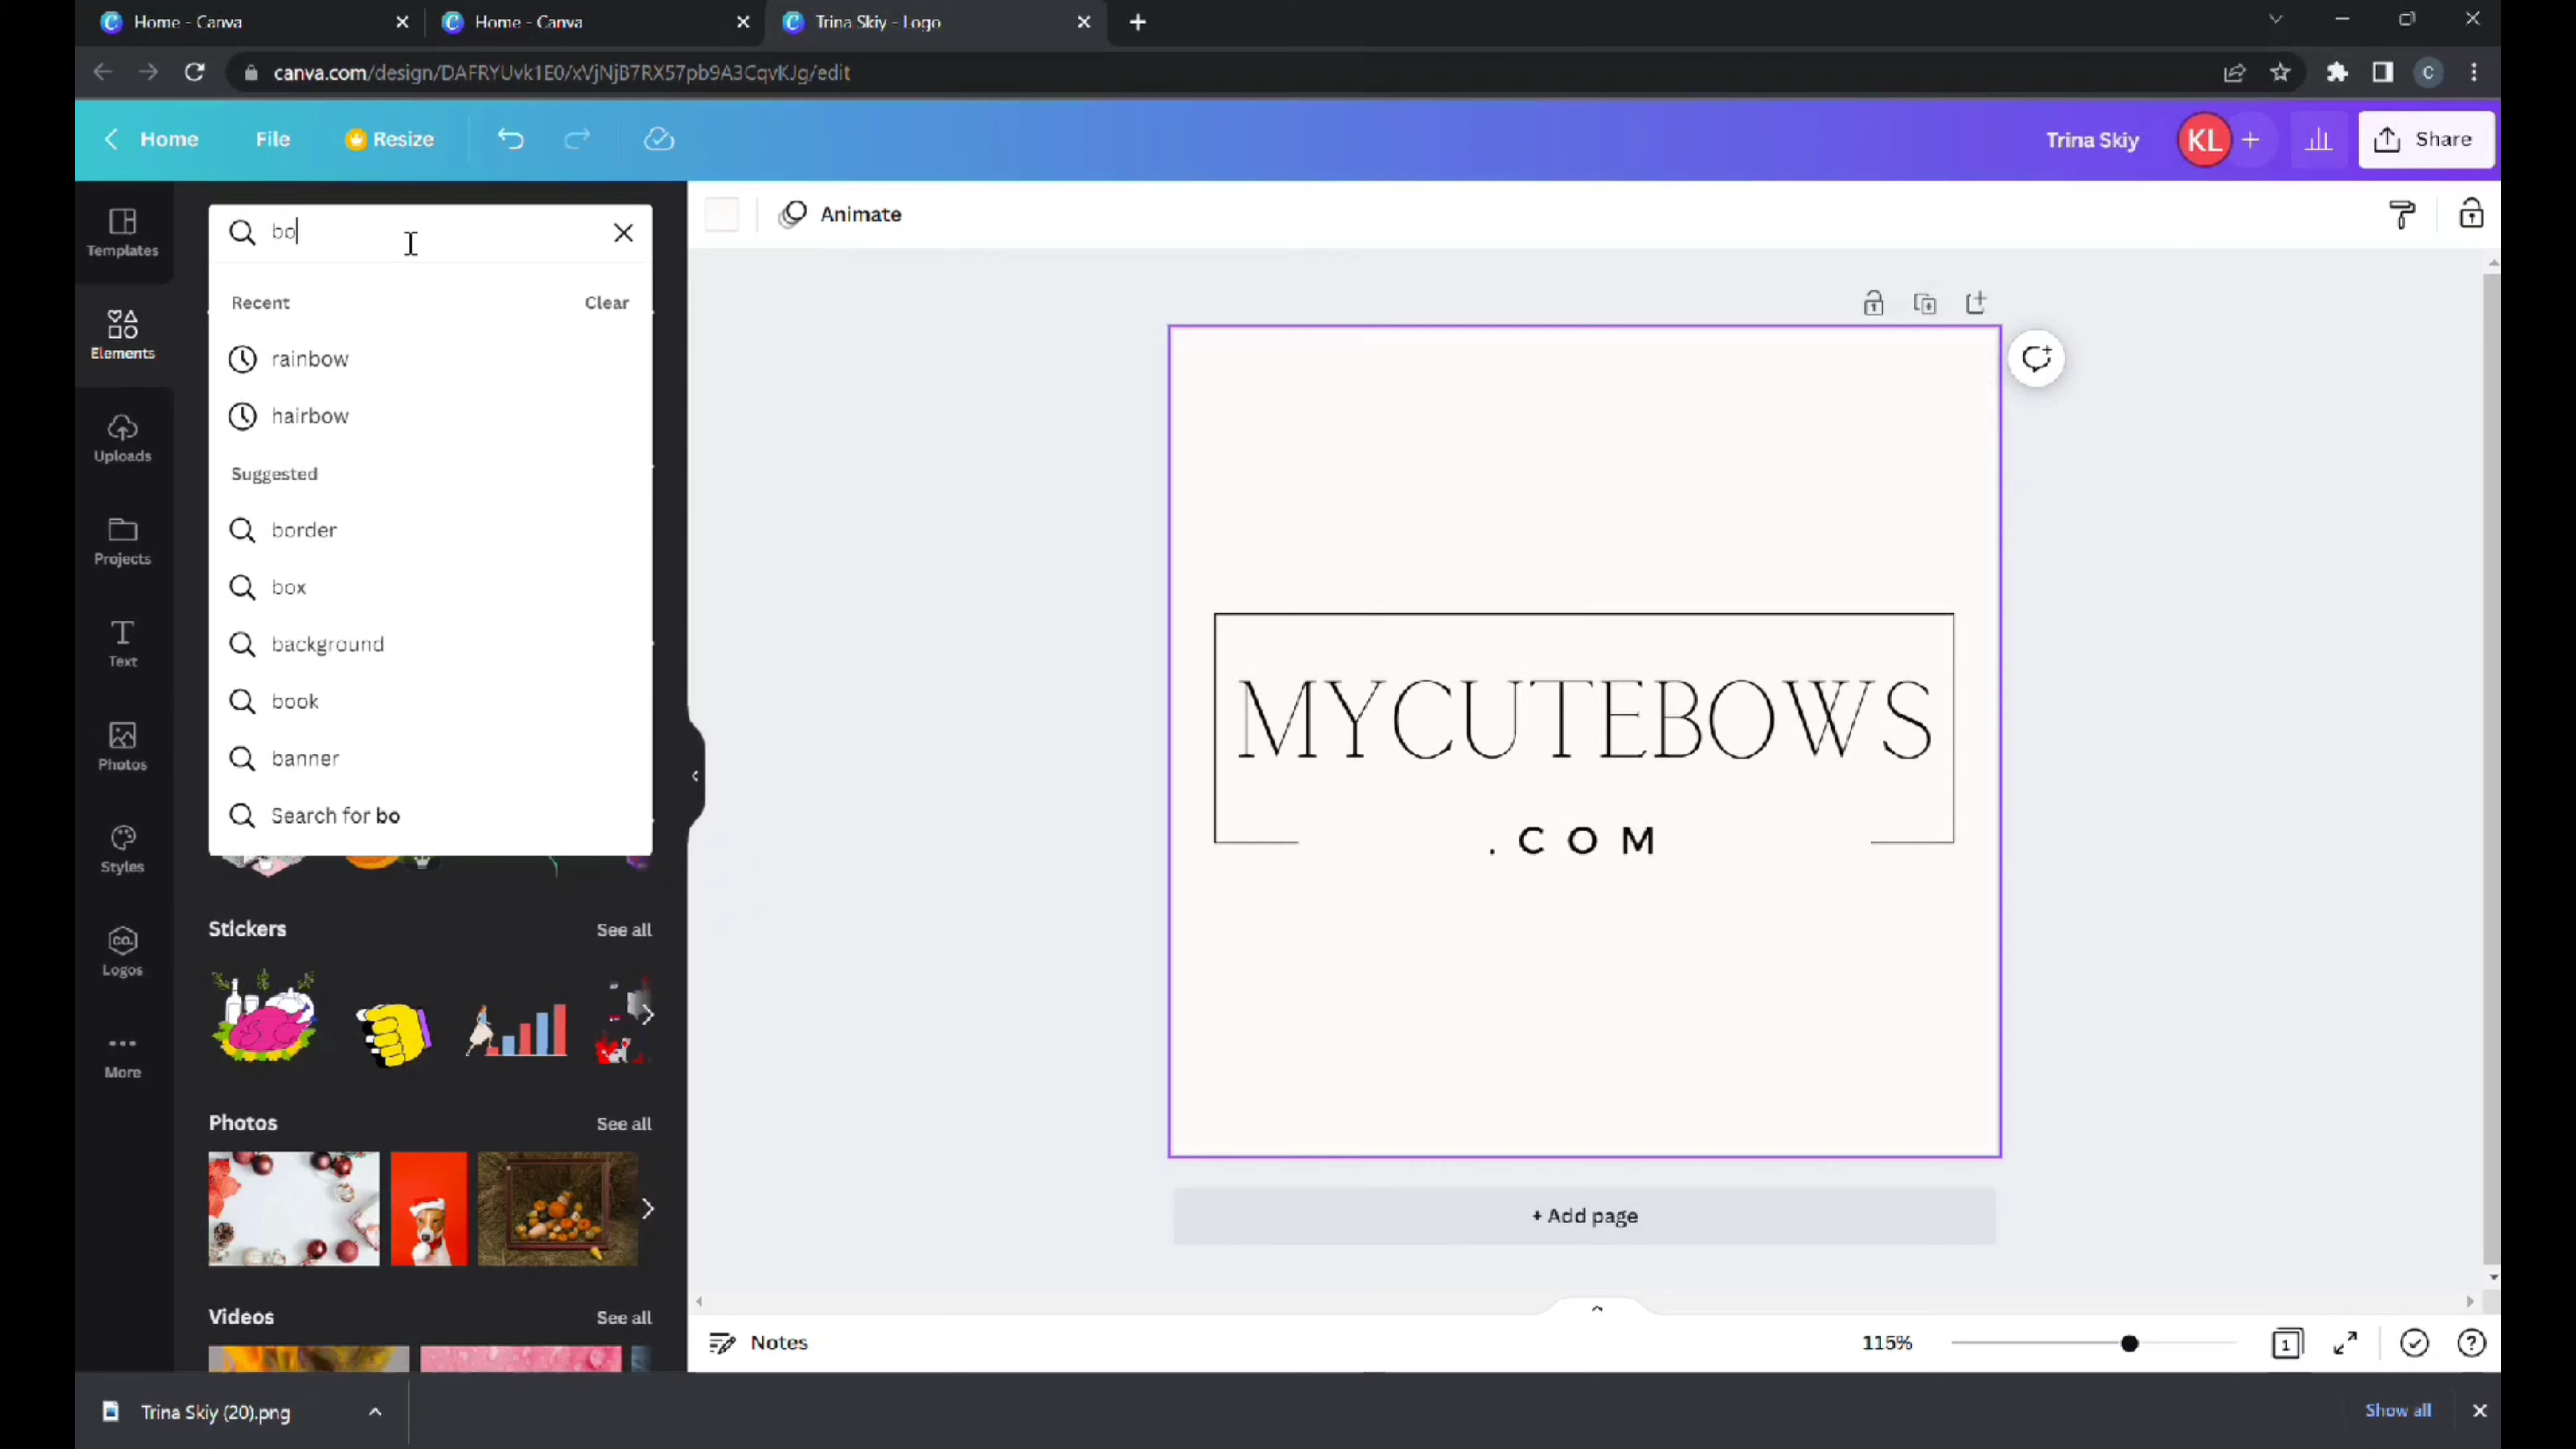 Home - Canva
Home - Canva
Trina Skiy - Logo
canva.com/design/DAFRYUvk1E0/xVjNjB7RX57pb9A3CqvKJg/edit
C
Home
File
Resize
Trina Skiy
KL
Share
Templates
Elements
Uploads
Projects
Text
Photos
Styles
CO.
Logos
More
bo
Recent
Clear
rainbow
hairbow
Suggested
border
box
background
book
banner
Search for bo
Stickers
See all
Photos
See all
Videos
See all
Animate
MYCUTEBOWS
.COM
+ Add page
Notes
115%
1
Trina Skiy (20).png
Show all